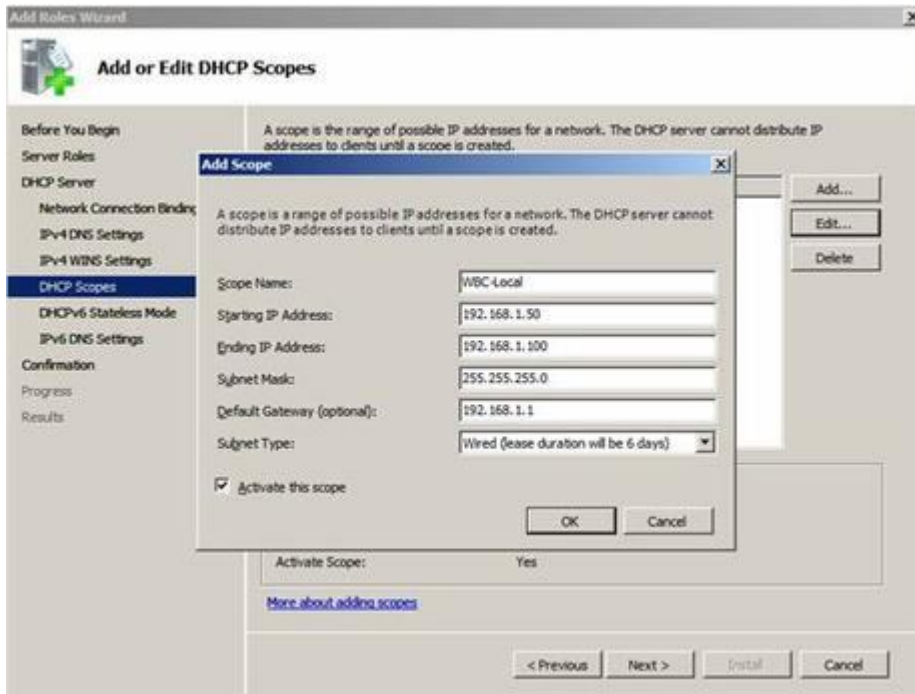 Add Roles Wizard
Add or Edit DHCP Scopes
Before You Begin
Server Roles
DHCP Server
Network Connection Binding
IPv4 DNS Settings
IPv4 WINS Settings
DHCP Scopes
DHCPv6 Stateless Mode
IPv6 DNS Settings
Confirmation
Progress
Results
A scope is the range of possible IP addresses for a network. The DHCP server cannot distribute IP
addresses to clients until a scope is created.
Add...
Edit...
Delete
Add Scope
A scope is a range of possible IP addresses for a network. The DHCP server cannot
distribute IP addresses to clients until a scope is created.
Scope Name: WBC-Local
Starting IP Address: 192.168.1.50
Ending IP Address: 192.168.1.100
Subnet Mask: 255.255.255.0
Default Gateway (optional): 192.168.1.1
Subnet Type: Wired (lease duration will be 6 days)
Activate this scope
OK Cancel
Activate Scope: Yes
More about adding scopes
< Previous Next > Install Cancel